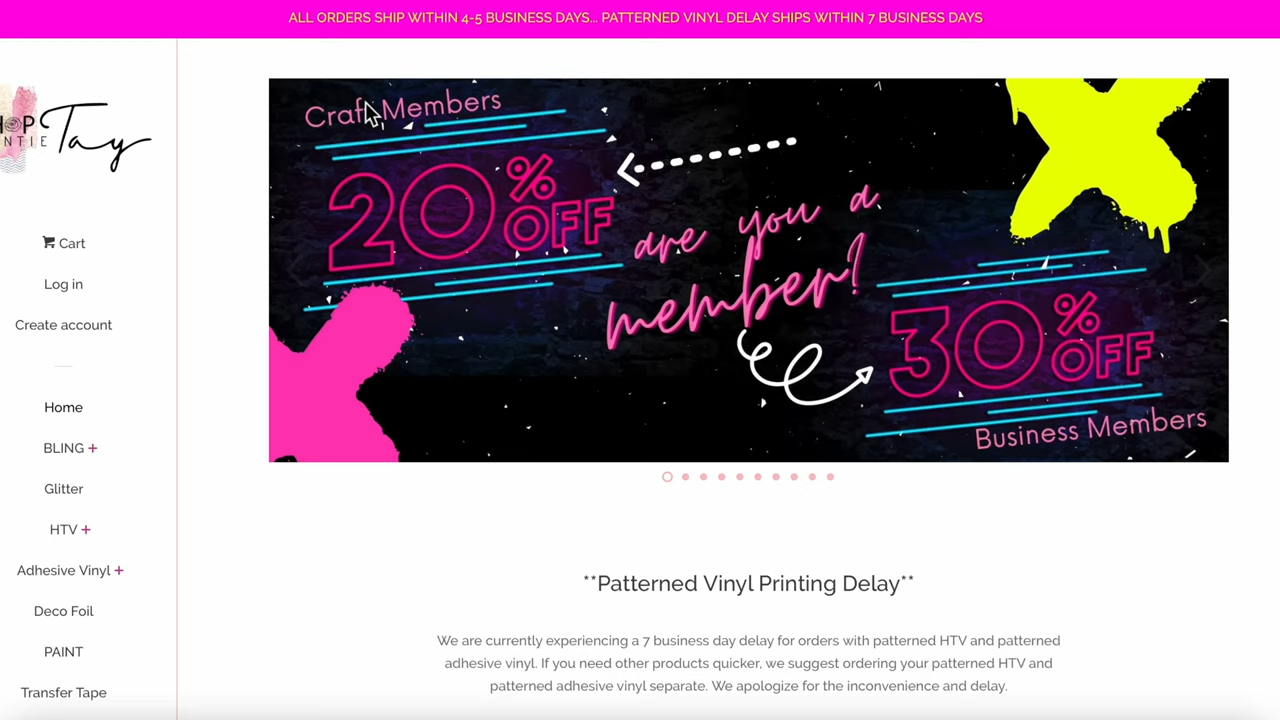 ALL ORDERS SHIP WITHIN 4-5 BUSINESS DAYS... PATTERNED VINYL DELAY SHIPS WITHIN 7 BUSINESS DAYS
HOP
NTIE
Tay
Cart
Log in
Create account
Home
BLING +
Glitter
HTV +
Adhesive Vinyl +
Deco Foil
PAINT
Transfer Tape
Craft Members
20% OFF
are you a
member?
30% OFF
Business Members
**Patterned Vinyl Printing Delay**
We are currently experiencing a 7 business day delay for orders with patterned HTV and patterned
adhesive vinyl. If you need other products quicker, we suggest ordering your patterned HTV and
patterned adhesive vinyl separate. We apologize for the inconvenience and delay.